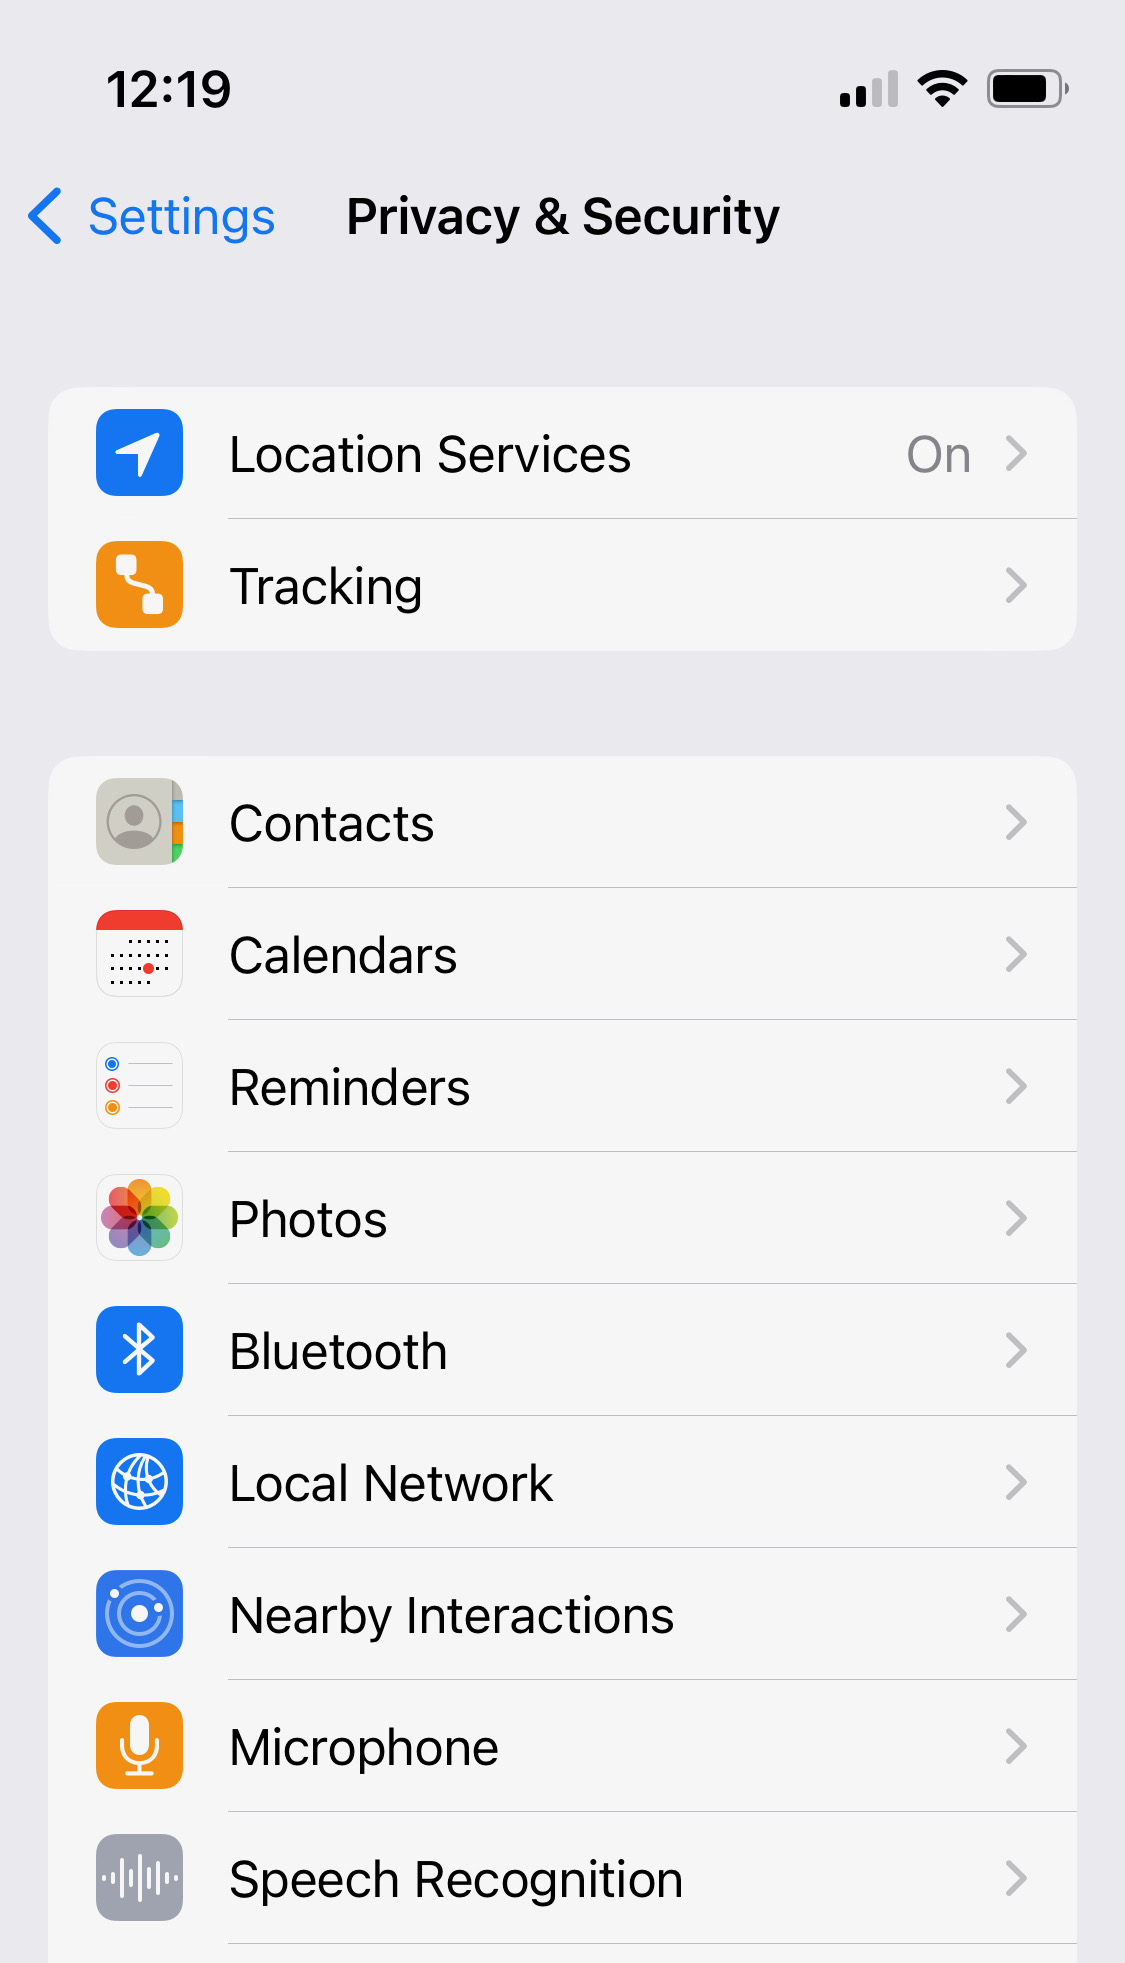 12:19
Settings
Privacy & Security
Location Services On
Tracking
Contacts
Calendars
Reminders
Photos
Bluetooth
Local Network
Nearby Interactions
Microphone
Speech Recognition